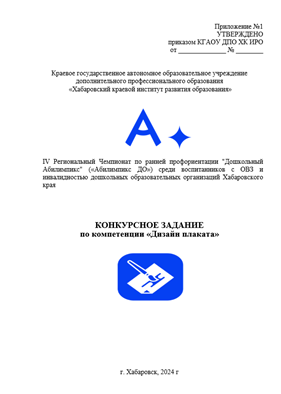 Приложение №1
УТВЕРЖДЕНО
приказом КГАОУ ДПО ХК ИРО
от _______________ № ________
Краевое государственное автономное образовательное учреждение
дополнительного профессионального образования
«Хабаровский краевой институт развития образования»
IV Региональный Чемпионат по ранней профориентации "Дошкольный
Абилимпикс" («Абилимпикс ДО») среди воспитанников с ОВЗ и
инвалидностью дошкольных образовательных организаций Хабаровского
края
КОНКУРСНОЕ ЗАДАНИЕ
по компетенции «Дизайн плаката»
г. Хабаровск, 2024 г